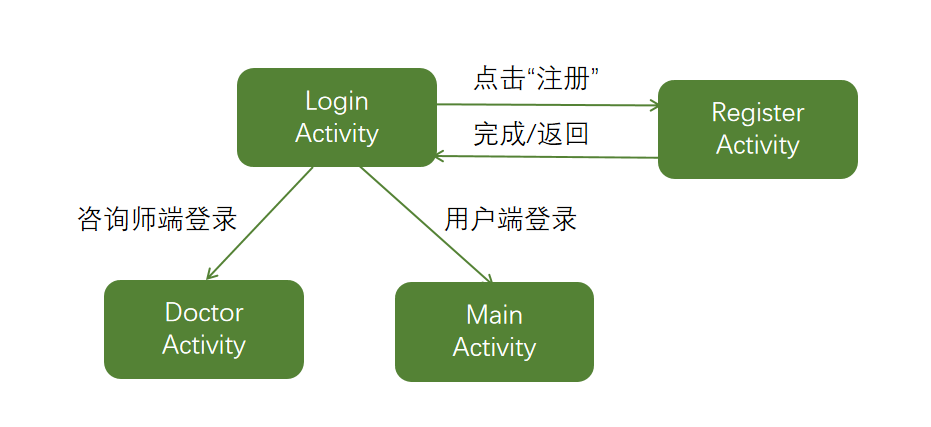 点击“注册”
Login
Activity
Register
Activity
完成/返回
咨询师端登录
用户端登录
Doctor
Activity
Main
Activity